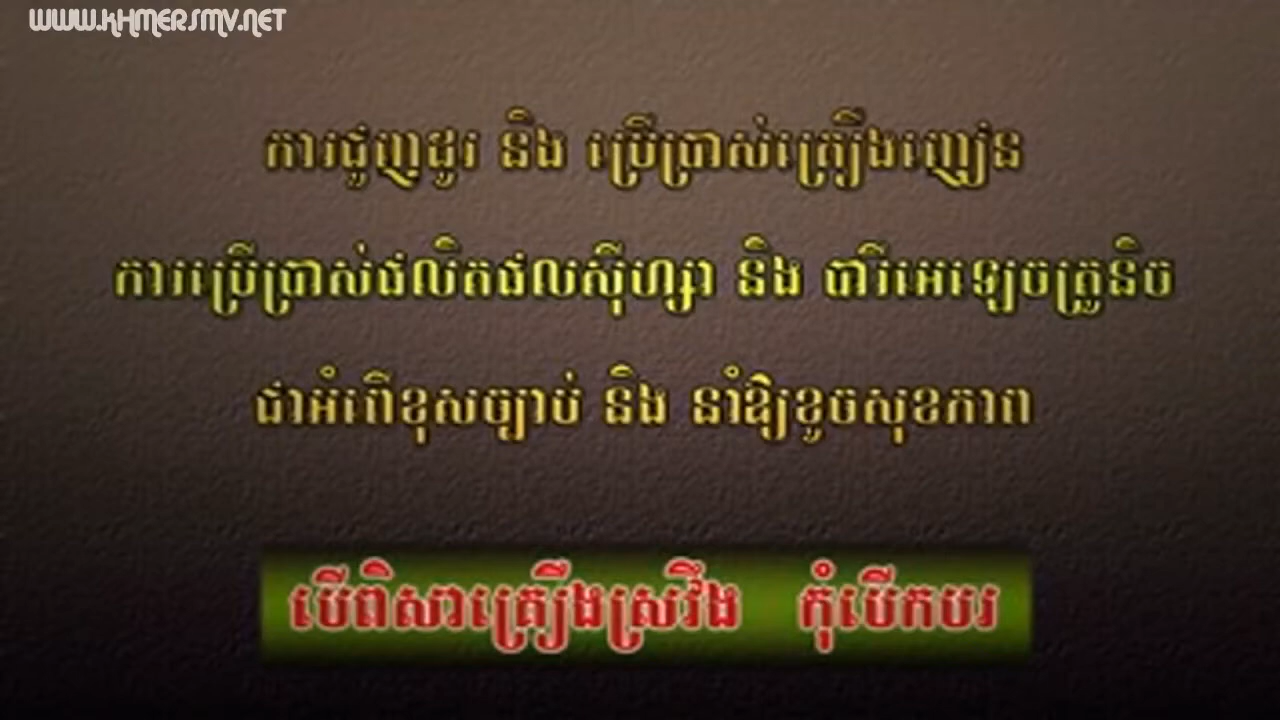 WWW.KHMERSMV.NET
ការជួញដូរ និង ប្រើប្រាស់គ្រឿងញៀន
ការប្រើប្រាស់ផលិតផលស៊ីហ្សា និង បារីអេឡិចត្រូនិច
ជាអំពើខុសច្បាប់ និង នាំឱ្យខូចសុខភាព
បើពិសាគ្រឿងស្រវឹង កុំបើកបរ